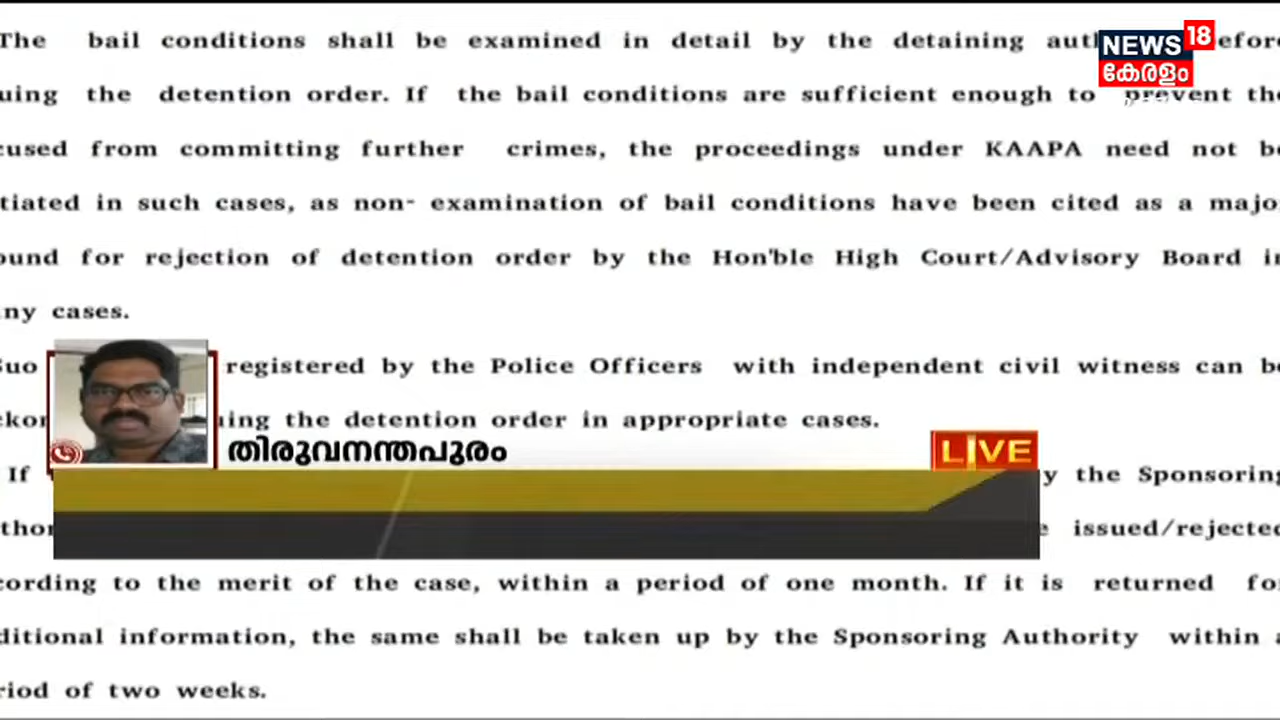 The bail conditions shall be examined in detail by the detaining auth efore
uing the detention order. If the bail conditions are sufficient enough to prevent the
cused from committing further crimes, the proceedings under KAAPA need not be
tiated in such cases, as non- examination of bail conditions have been cited as a major
ound for rejection of detention order by the Hon'ble High Court/Advisory Board in
ny cases.
Suo registered by the Police Officers with independent civil witness can be
ckon ing the detention order in appropriate cases.
If y the Sponsoring
thor e issued/rejected
cording to the merit of the case, within a period of one month. If it is returned for
ditional information, the same shall be taken up by the Sponsoring Authority within a
riod of two weeks.
NEWS 18
കേരളം
തിരുവനന്തപുരം
LIVE